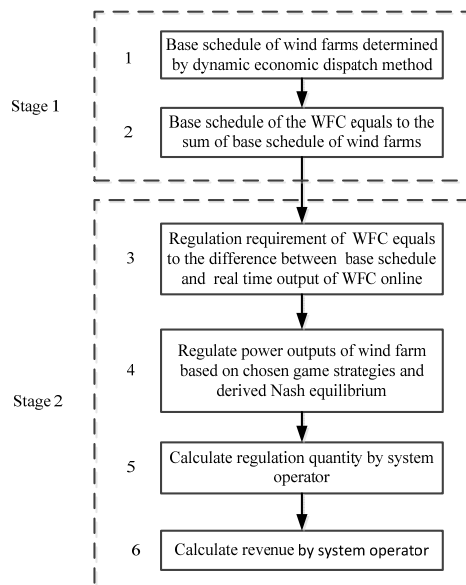 Stage 1
1
Base schedule of wind farms determined
by dynamic economic dispatch method
2
Base schedule of the WFC equals to the
sum of base schedule of wind farms
Stage 2
3
Regulation requirement of WFC equals
to the difference between base schedule
and real time output of WFC online
4
Regulate power outputs of wind farm
based on chosen game strategies and
derived Nash equilibrium
5
Calculate regulation quantity by system
operator
6
Calculate revenue by system operator